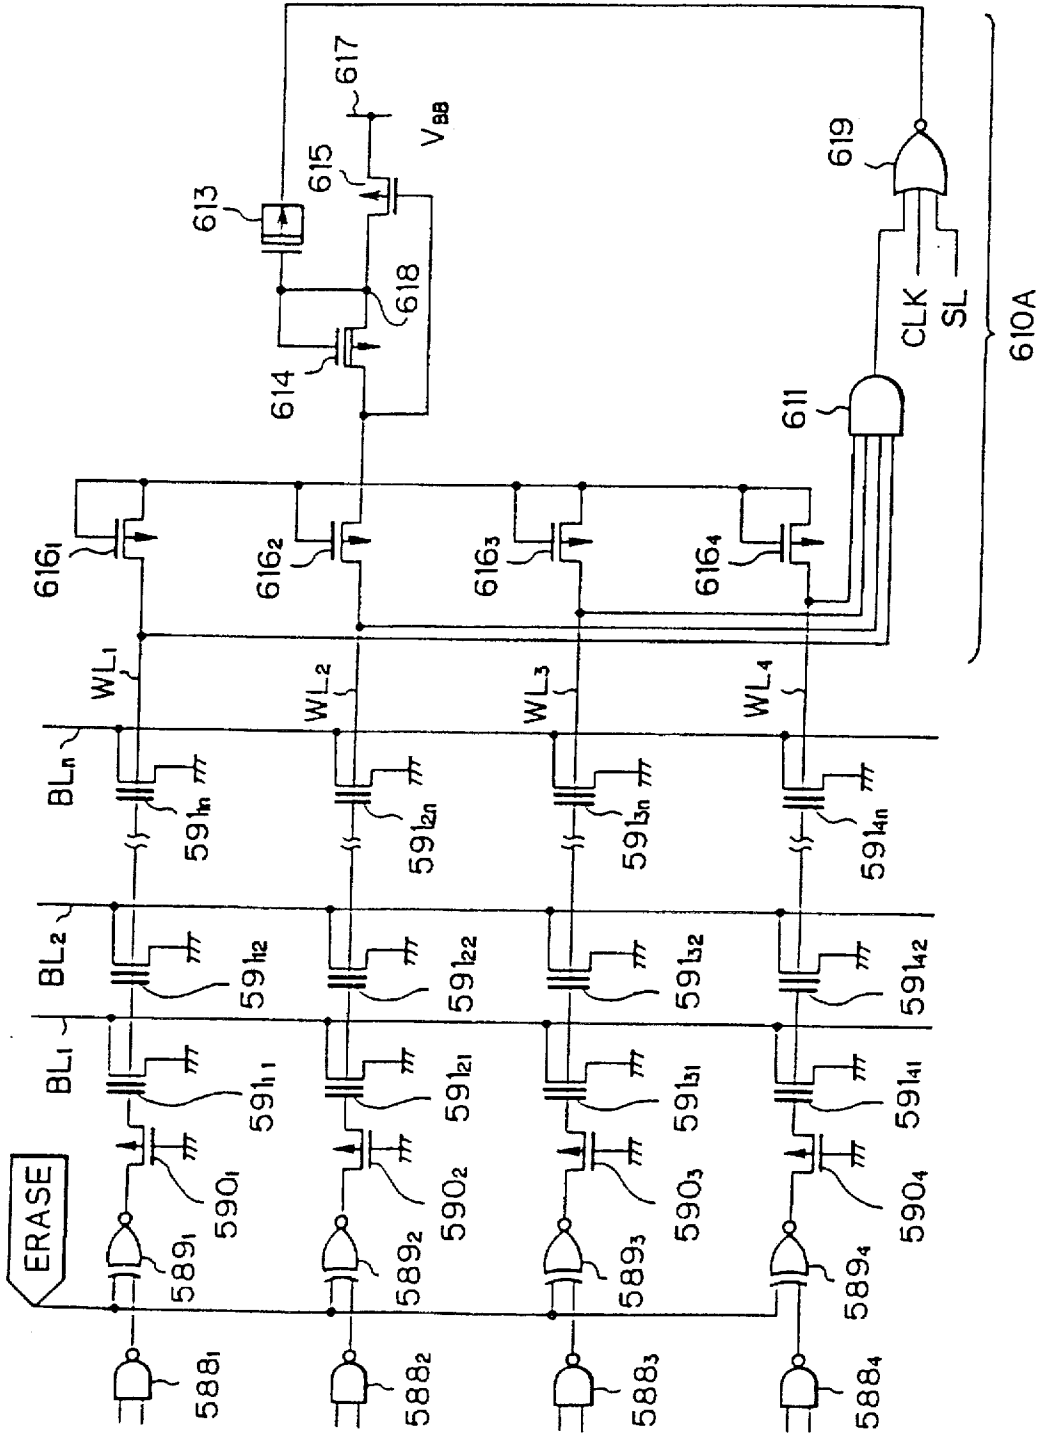 ERASE
588₁
588₂
588₃
588₄
589₁
589₂
589₃
589₄
590₁
590₂
590₃
590₄
BL₁
591₁₁
591₂₁
591₃₁
591₄₁
BL₂
591₁₂
591₂₂
591₃₂
591₄₂
BLₙ
591₁ₙ
591₂ₙ
591₃ₙ
591₄ₙ
WL₁
WL₂
WL₃
WL₄
616₁
616₂
616₃
616₄
614
618
613
615
617
V_BB
611
CLK
SL
619
610A